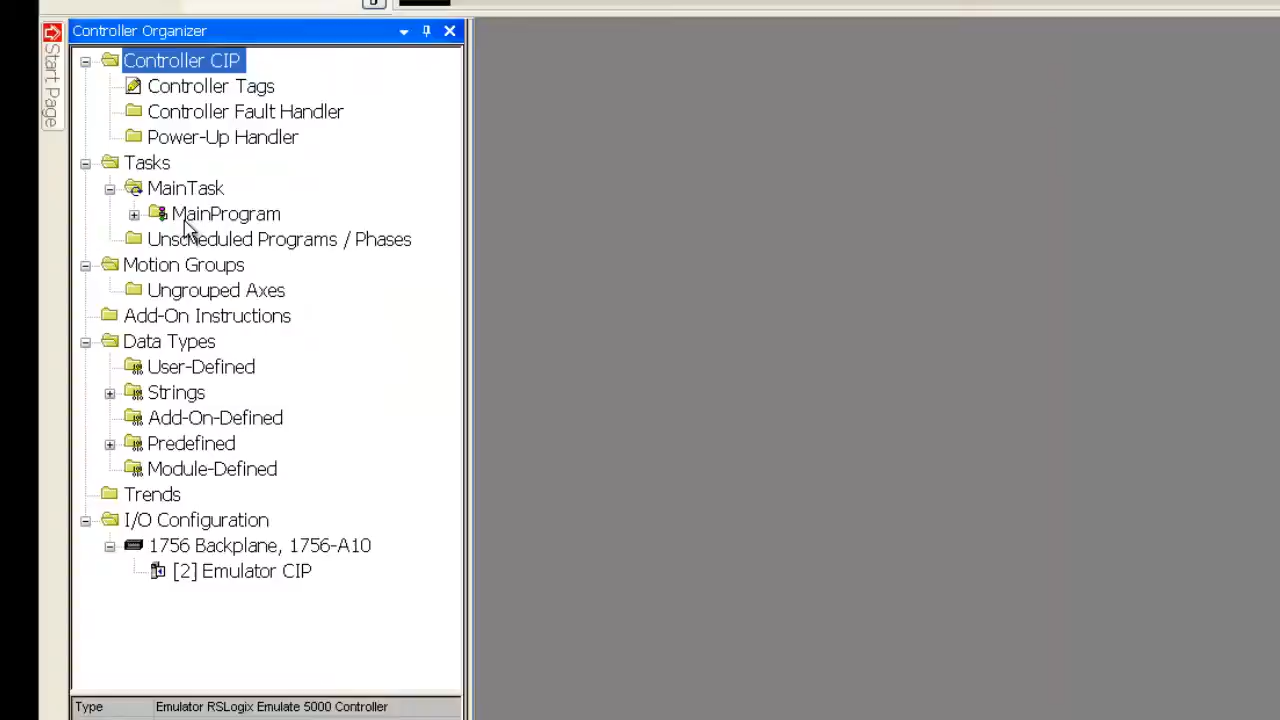 Start Page
Controller Organizer
Controller CIP
Controller Tags
Controller Fault Handler
Power-Up Handler
Tasks
MainTask
MainProgram
Unscheduled Programs / Phases
Motion Groups
Ungrouped Axes
Add-On Instructions
Data Types
User-Defined
Strings
Add-On-Defined
Predefined
Module-Defined
Trends
I/O Configuration
1756 Backplane, 1756-A10
[2] Emulator CIP
Type Emulator RSLogix Emulate 5000 Controller